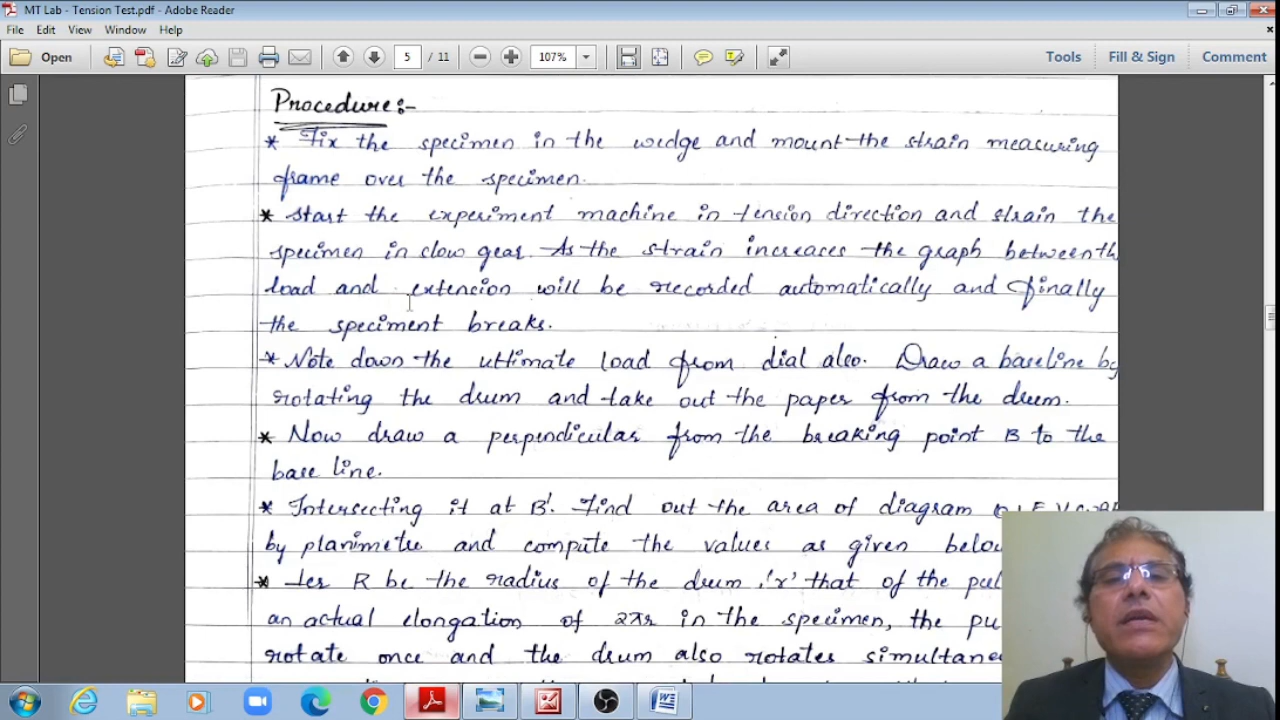 MT Lab - Tension Test.pdf - Adobe Reader
File Edit View Window Help
Open 5 / 11 107% Tools Fill & Sign Comment
Procedure:-
* Fix the specimen in the wedge and mount the strain measuring
frame over the specimen.
* Start the experiment machine in tension direction and strain the
specimen in slow gear. As the strain increases the graph between th
load and extencion will be recorded automatically and finally
the speciment breaks.
* Note down the ultimate load from dial also. Draw a baseline by
rotating the drum and take out the paper from the drum.
* Now draw a perpendicular from the breaking point B to the
base line.
* Intersecting it at B'. Find out the area of diagram
by planimetre and compute the values as given below
* Let R be the radius of the drum, 'r' that of the pul
an actual elongation of 2πr in the specimen, the pu
rotate once and the drum also rotates simultane